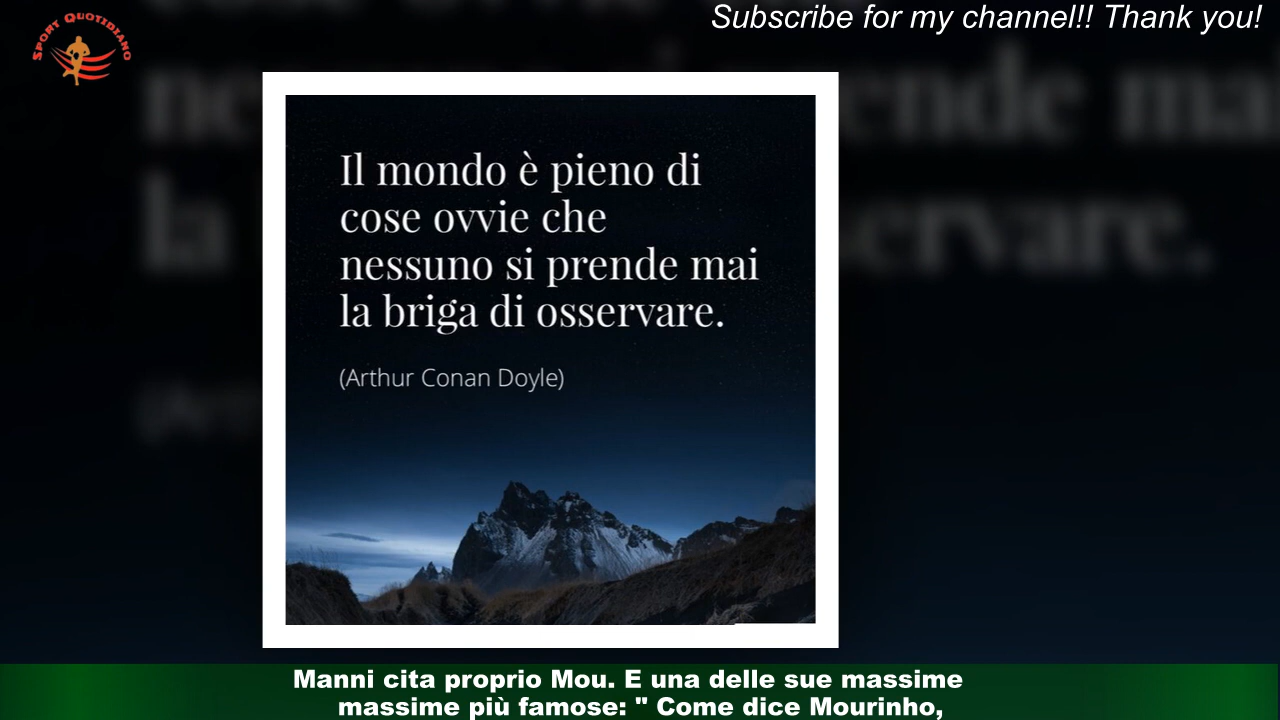 SPORT QUOTIDIANO
Subscribe for my channel!! Thank you!
Il mondo è pieno di
cose ovvie che
nessuno si prende mai
la briga di osservare.
(Arthur Conan Doyle)
Manni cita proprio Mou. E una delle sue massime
massime più famose: " Come dice Mourinho,